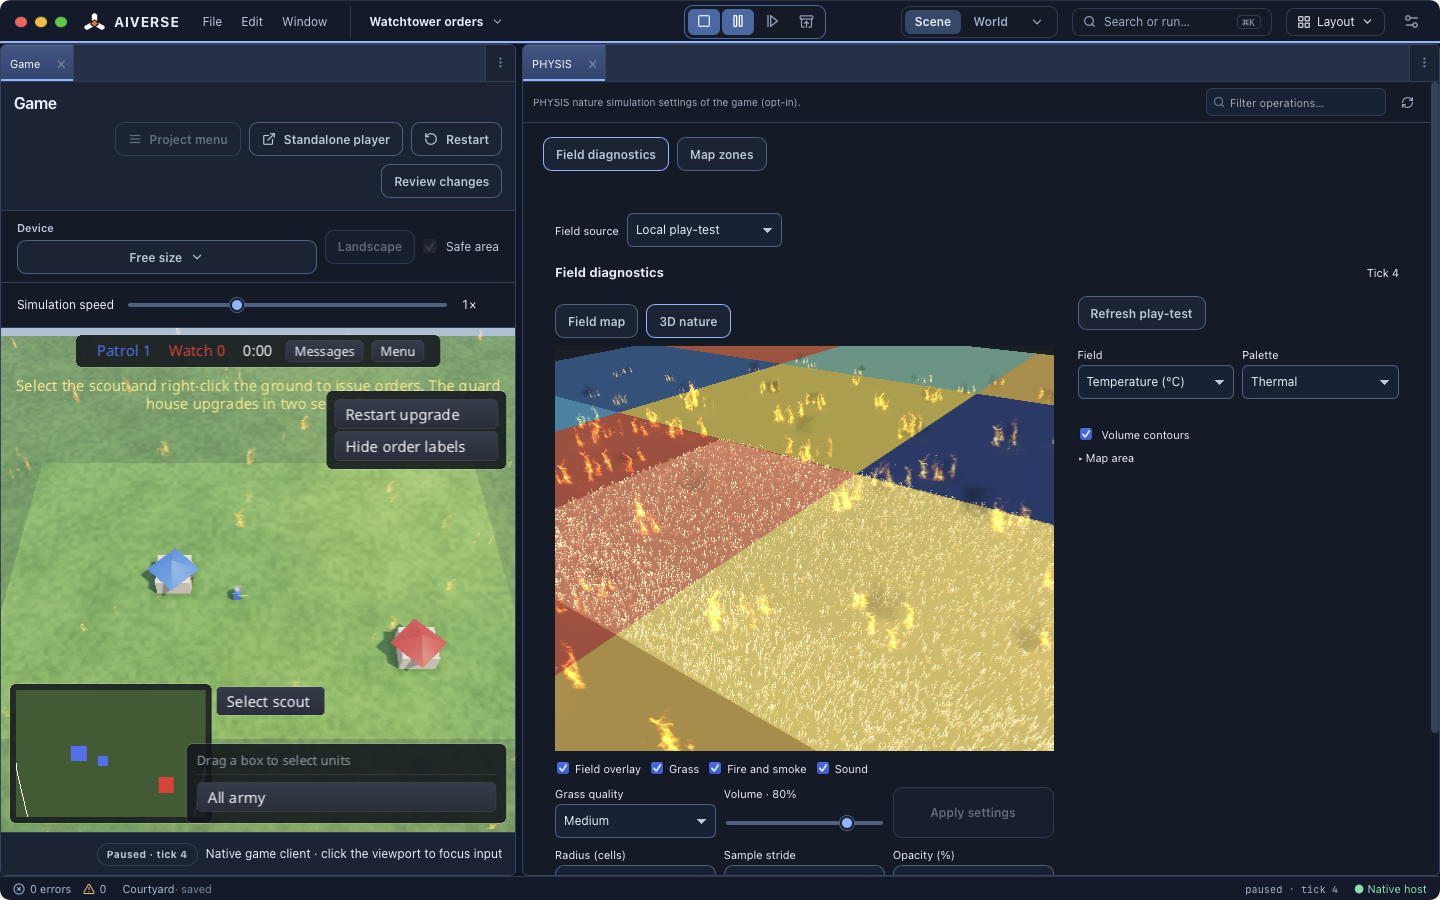 AIVERSE File Edit Window Watchtower orders Scene World Search or run... ⌘K Layout
Game
PHYSIS
Game
Project menu Standalone player Restart
Review changes
Device
Free size Landscape Safe area
Simulation speed 1×
Patrol 1 Watch 0 0:00 Messages Menu
Select the scout and right-click the ground to issue orders. The guard
house upgrades in two se
Restart upgrade
Hide order labels
Select scout
Drag a box to select units
All army
Paused · tick 4 Native game client · click the viewport to focus input
PHYSIS nature simulation settings of the game (opt-in). Filter operations...
Field diagnostics Map zones
Field source Local play-test
Field diagnostics Tick 4
Field map 3D nature Refresh play-test
Field Palette
Temperature (°C) Thermal
Volume contours
Map area
Field overlay Grass Fire and smoke Sound
Grass quality Volume · 80%
Medium Apply settings
Radius (cells) Sample stride Opacity (%)
0 errors 0 Courtyard · saved paused · tick 4 Native host